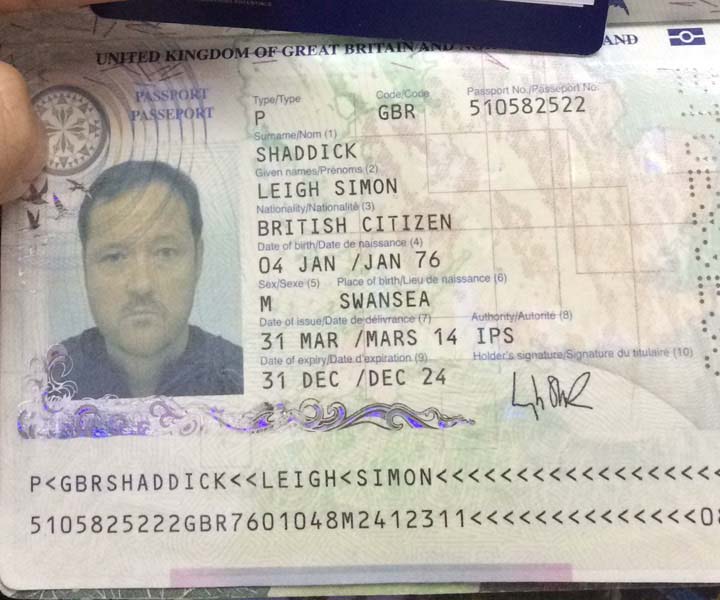 UNITED KINGDOM OF GREAT BRITAIN AND
AND
PASSPORT
PASSEPORT
Type/Type Code/Code Passport No./Passeport No.
P GBR 510582522
Surname/Nom (1)
SHADDICK
Given names/Prénoms (2)
LEIGH SIMON
Nationality/Nationalité (3)
BRITISH CITIZEN
Date of birth/Date de naissance (4)
04 JAN /JAN 76
Sex/Sexe (5) Place of birth/Lieu de naissance (6)
M SWANSEA
Date of issue/Date de délivrance (7) Authority/Autorité (8)
31 MAR /MARS 14 IPS
Date of expiry/Date d'expiration (9) Holder's signature/Signature du titulaire (10)
31 DEC /DEC 24
P<GBRSHADDICK<<LEIGH<SIMON<<<<<<<<<<<<<<<<<
5105825222GBR7601048M2412311<<<<<<<<<<<<<<0